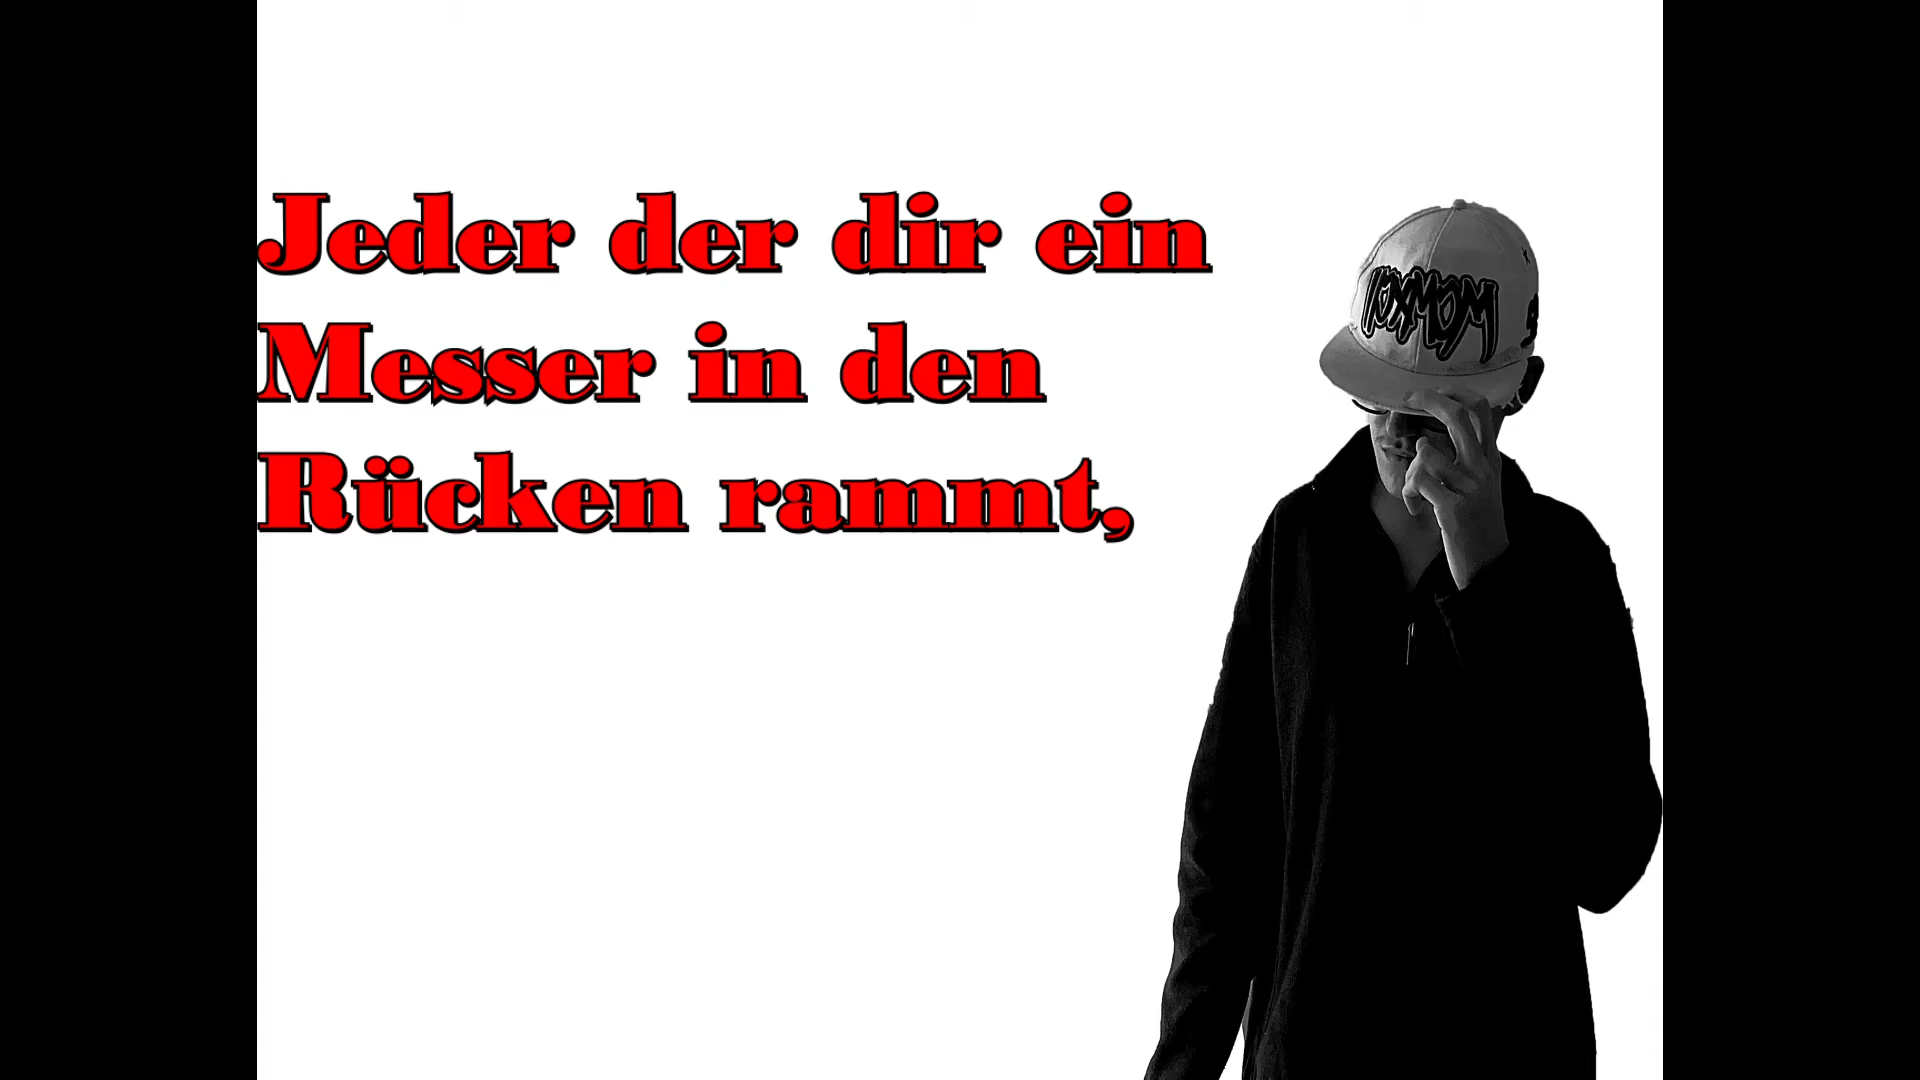 Jeder der dir ein
Messer in den
Rücken rammt,